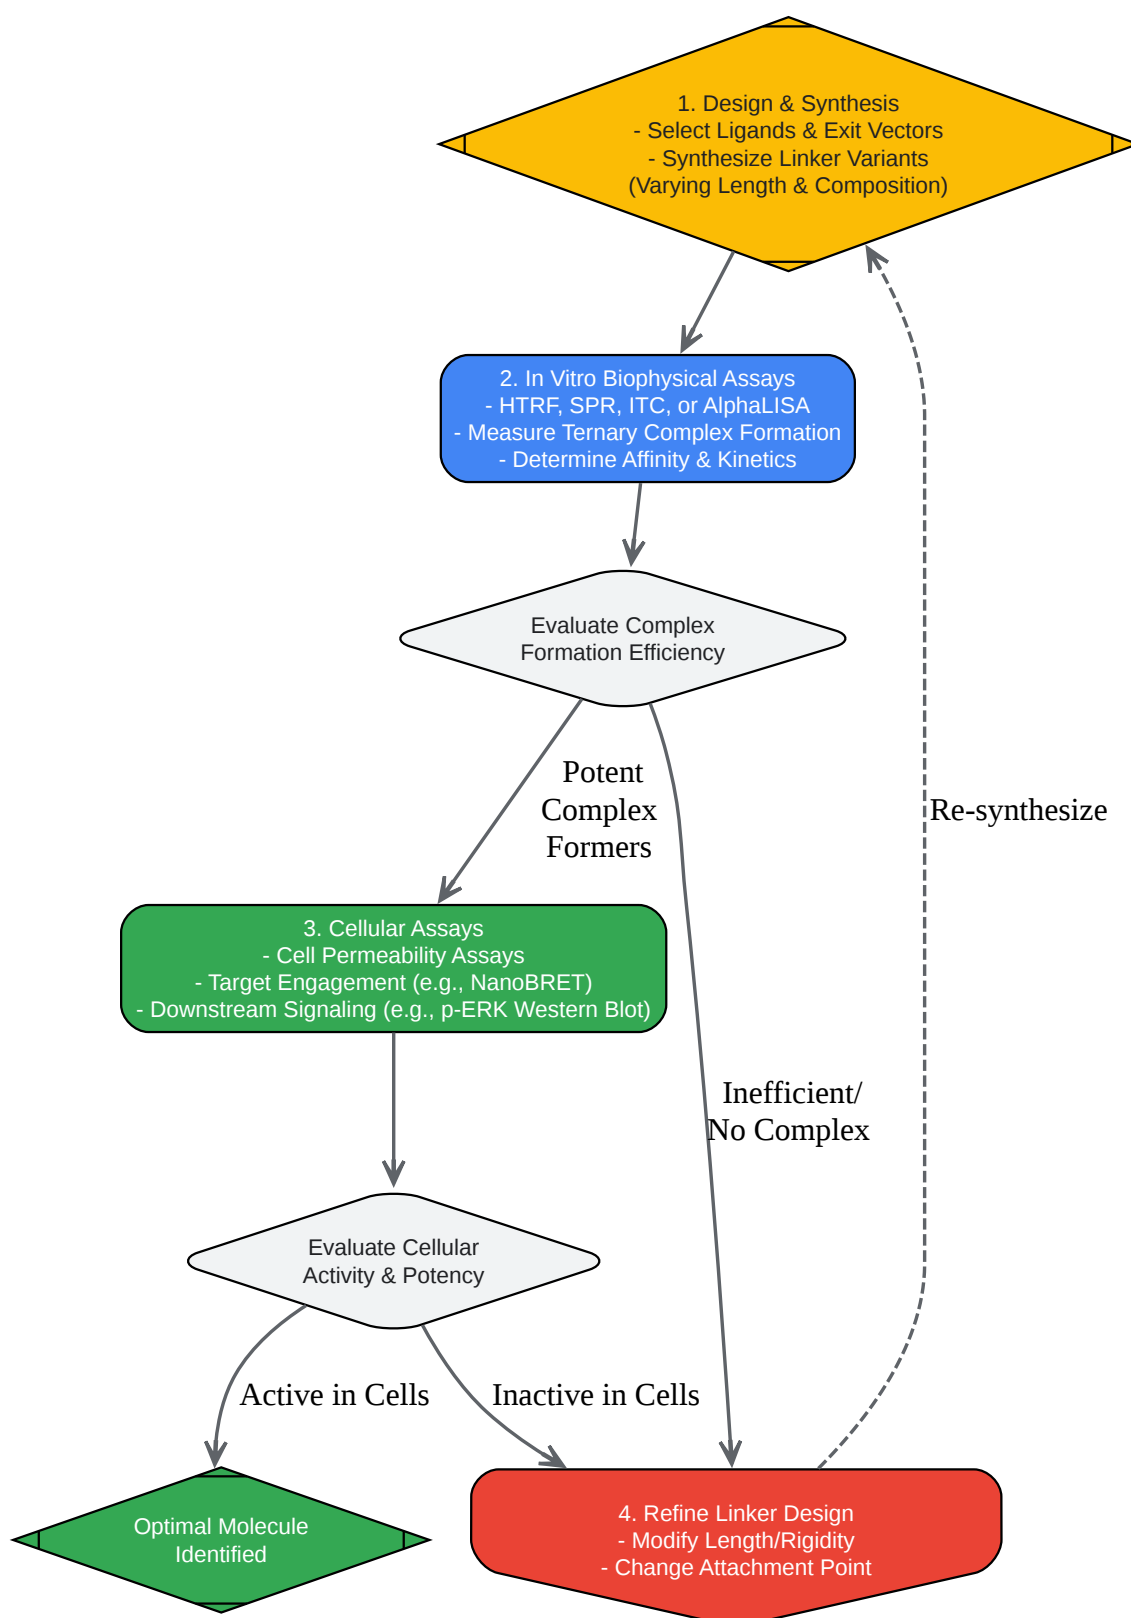 1. Design & Synthesis
- Select Ligands & Exit Vectors
- Synthesize Linker Variants
(Varying Length & Composition)
2. In Vitro Biophysical Assays
- HTRF, SPR, ITC, or AlphaLISA
- Measure Ternary Complex Formation
- Determine Affinity & Kinetics
Evaluate Complex
Formation Efficiency
Potent
Complex
Formers
Re-synthesize
3. Cellular Assays
- Cell Permeability Assays
- Target Engagement (e.g., NanoBRET)
- Downstream Signaling (e.g., p-ERK Western Blot)
Inefficient/
No Complex
Evaluate Cellular
Activity & Potency
Active in Cells
Inactive in Cells
Optimal Molecule
Identified
4. Refine Linker Design
- Modify Length/Rigidity
- Change Attachment Point